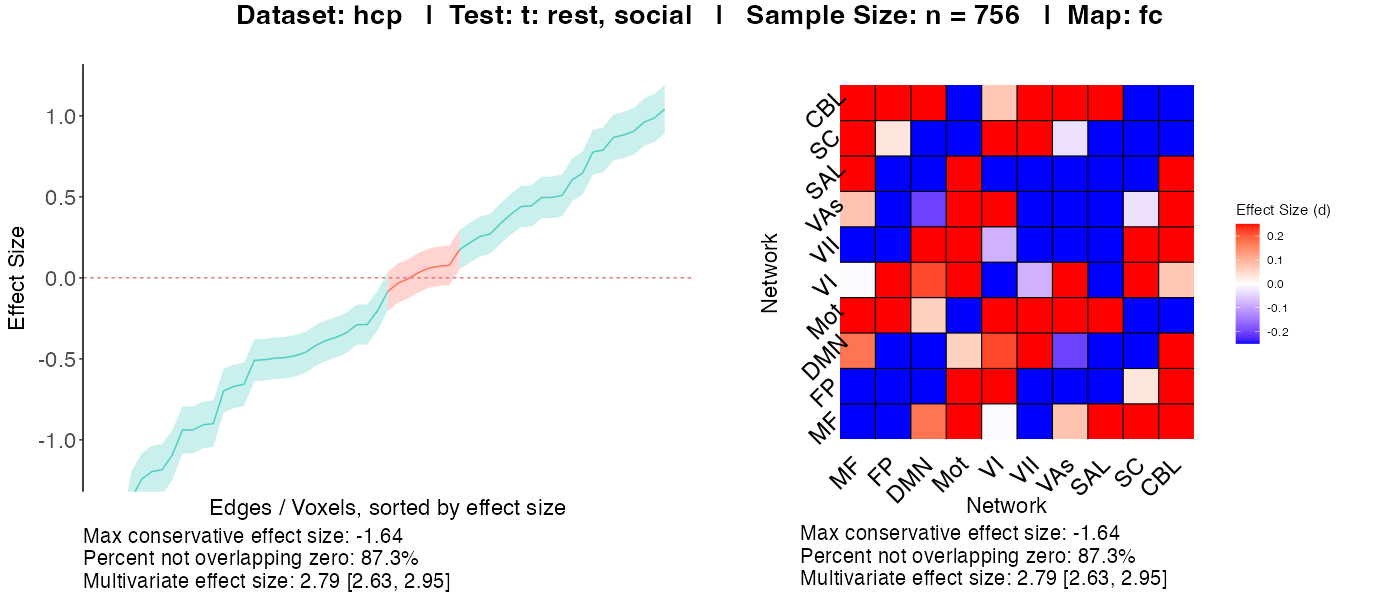 Dataset: hcp | Test: t: rest, social | Sample Size: n = 756 | Map: fc
Effect Size
1.0
0.5
0.0
-0.5
-1.0
Edges / Voxels, sorted by effect size
Max conservative effect size: -1.64
Percent not overlapping zero: 87.3%
Multivariate effect size: 2.79 [2.63, 2.95]
Network
CBL
SC
SAL
VAs
VII
VI
Mot
DMN
FP
MF
MF FP DMN Mot VI VII VAs SAL SC CBL
Network
Max conservative effect size: -1.64
Percent not overlapping zero: 87.3%
Multivariate effect size: 2.79 [2.63, 2.95]
Effect Size (d)
0.2
0.1
0.0
-0.1
-0.2